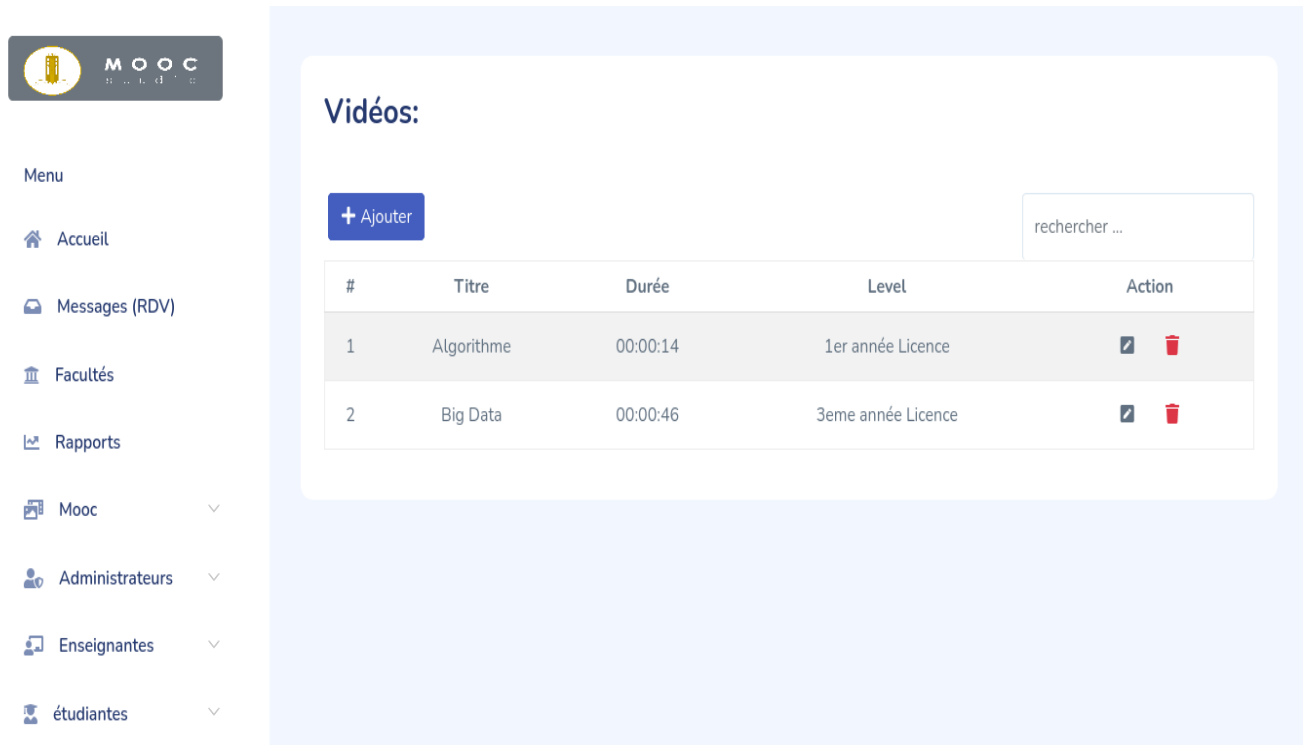 MOOC
Menu
Accueil
Messages (RDV)
Facultés
Rapports
Mooc
Administrateurs
Enseignantes
étudiantes
Vidéos:
Ajouter
rechercher ...
# Titre Durée Level Action
1 Algorithme 00:00:14 1er année Licence
2 Big Data 00:00:46 3eme année Licence